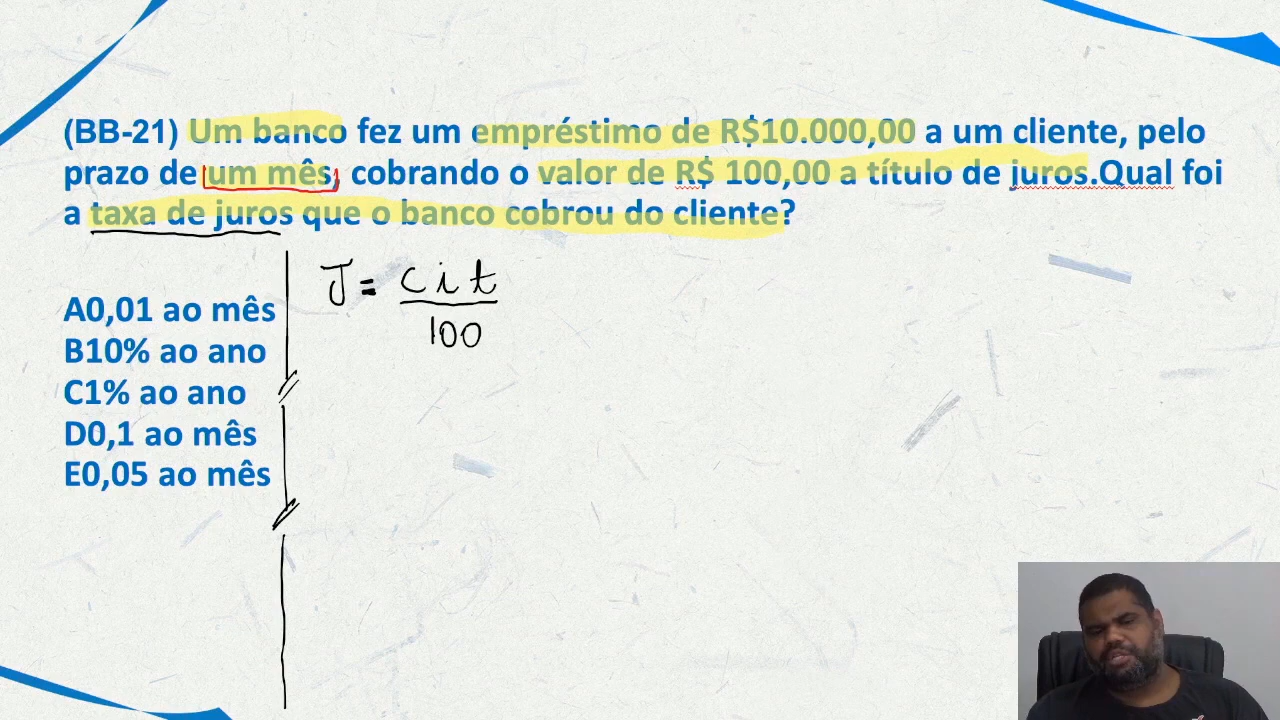 (BB-21) Um banco fez um empréstimo de R$10.000,00 a um cliente, pelo
prazo de um mês, cobrando o valor de R$ 100,00 a título de juros.Qual foi
a taxa de juros que o banco cobrou do cliente?
A0,01 ao mês
B10% ao ano
C1% ao ano
D0,1 ao mês
E0,05 ao mês
J = c i t
100